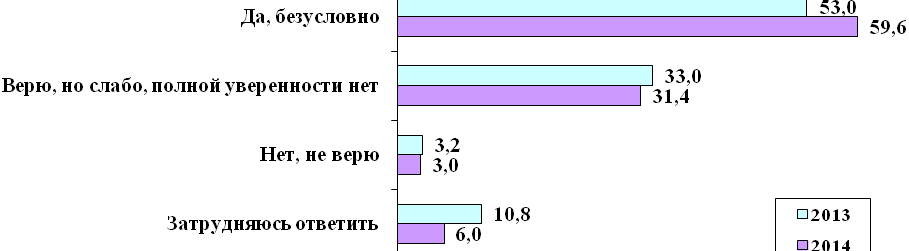 Да, безусловно
53,0
59,6
Верю, но слабо, полной уверенности нет
33,0
31,4
Нет, не верю
3,2
3,0
Затрудняюсь ответить
10,8
6,0
2013
2014